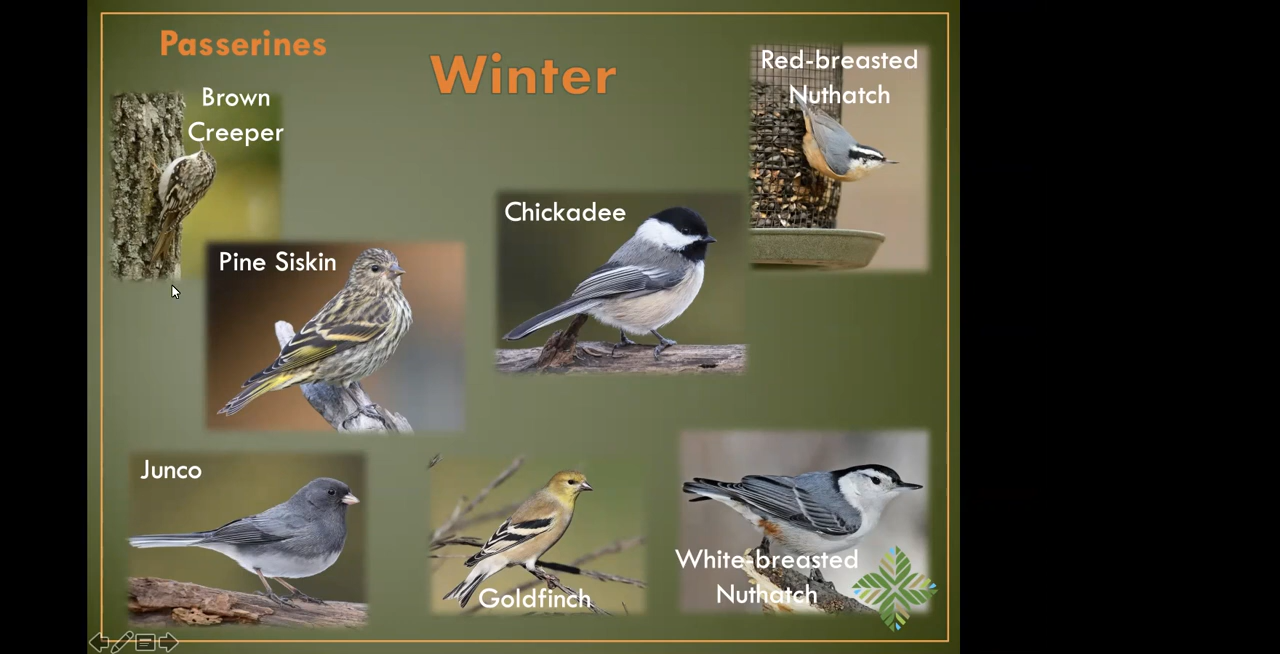 Passerines
Winter
Red-breasted
Nuthatch
Brown
Creeper
Chickadee
Pine Siskin
Junco
Goldfinch
White-breasted
Nuthatch